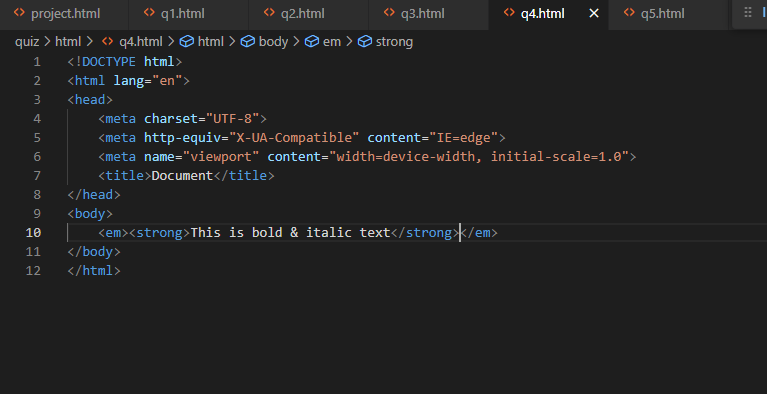 project.html q1.html q2.html q3.html q4.html q5.html
quiz > html > q4.html > html > body > em > strong
1 <!DOCTYPE html>
2 <html lang="en">
3 <head>
4 <meta charset="UTF-8">
5 <meta http-equiv="X-UA-Compatible" content="IE=edge">
6 <meta name="viewport" content="width=device-width, initial-scale=1.0">
7 <title>Document</title>
8 </head>
9 <body>
10 <em><strong>This is bold & italic text</strong></em>
11 </body>
12 </html>